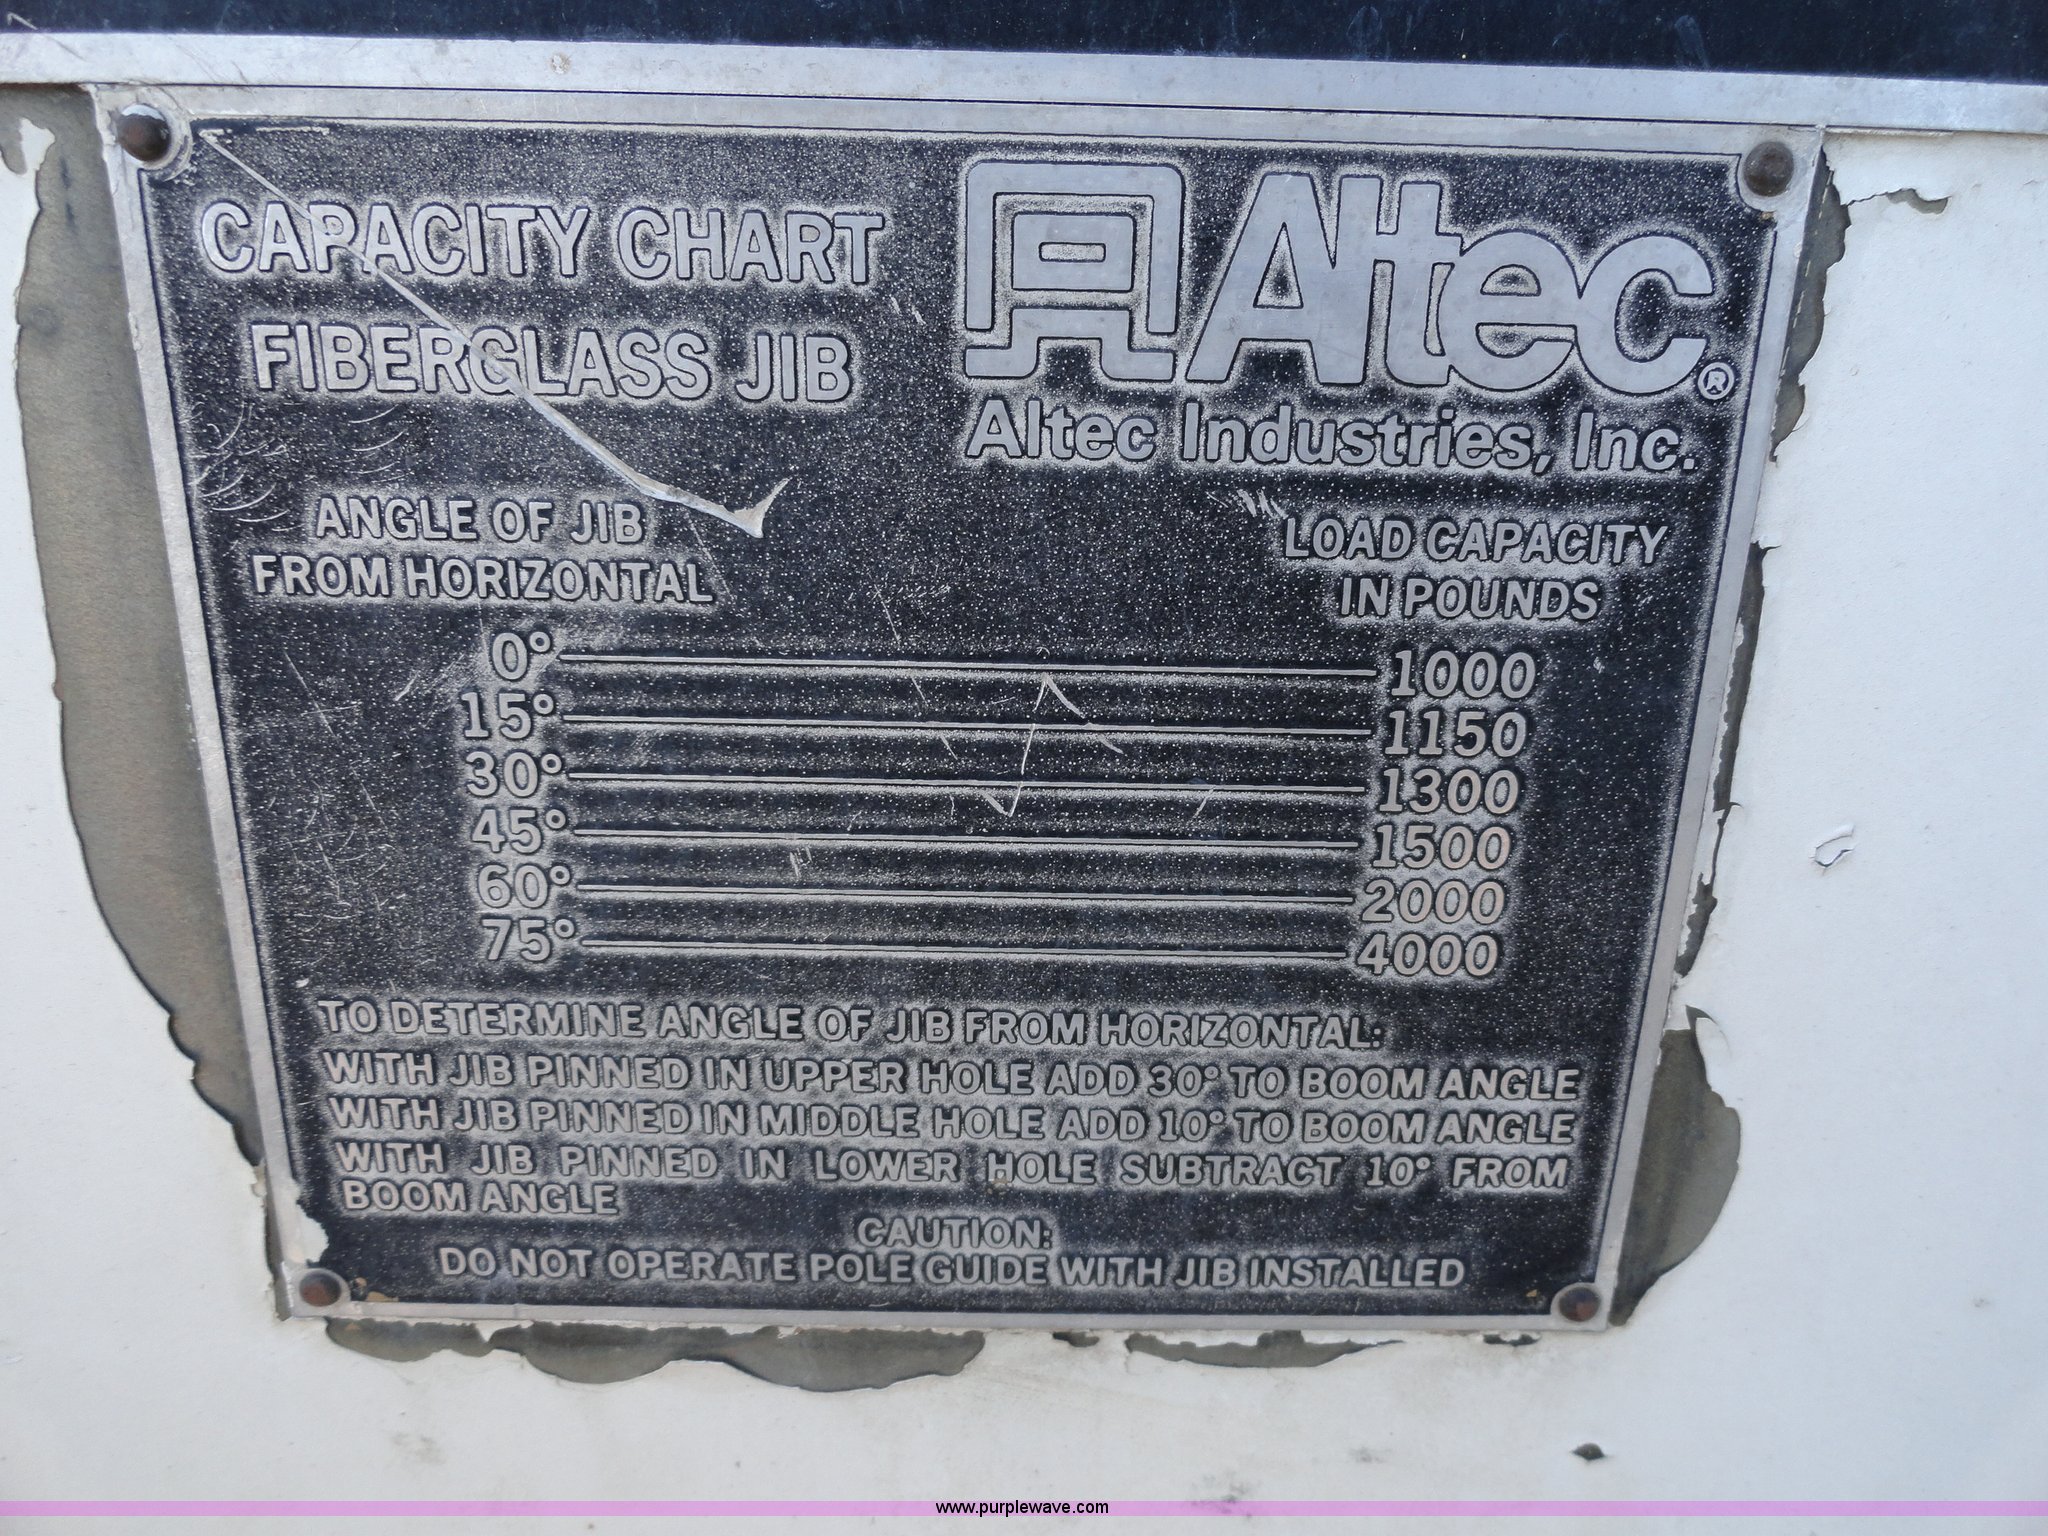 CAPACITY CHART
FIBERGLASS JIB
Altec®
Altec Industries, Inc.
ANGLE OF JIB
FROM HORIZONTAL
LOAD CAPACITY
IN POUNDS
0° 1000
15° 1150
30° 1300
45° 1500
60° 2000
75° 4000
TO DETERMINE ANGLE OF JIB FROM HORIZONTAL:
WITH JIB PINNED IN UPPER HOLE ADD 30° TO BOOM ANGLE
WITH JIB PINNED IN MIDDLE HOLE ADD 10° TO BOOM ANGLE
WITH JIB PINNED IN LOWER HOLE SUBTRACT 10° FROM
BOOM ANGLE
CAUTION:
DO NOT OPERATE POLE GUIDE WITH JIB INSTALLED
www.purplewave.com